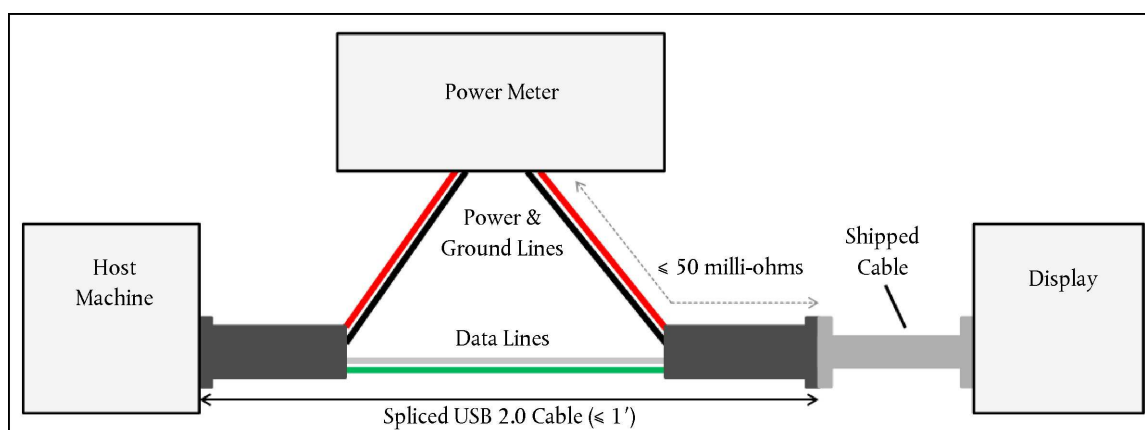 Power Meter
Power &
Ground Lines
Host
Machine
≤ 50 milli-ohms
Shipped
Cable
Display
Data Lines
Spliced USB 2.0 Cable (≤ 1′)